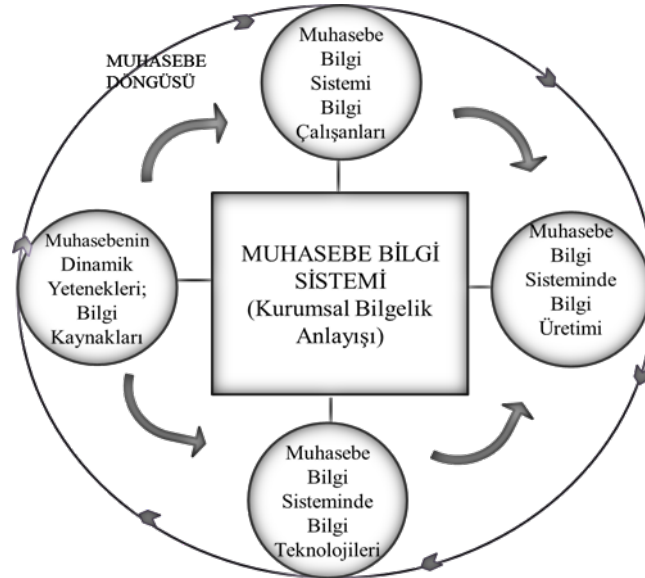 MUHASEBE
DÖNGÜSÜ
Muhasebe
Bilgi
Sistemi
Bilgi
Çalışanları
Muhasebenin
Dinamik
Yetenekleri;
Bilgi
Kaynakları
MUHASEBE BİLGİ
SİSTEMİ
(Kurumsal Bilgelik
Anlayışı)
Muhasebe
Bilgi
Sisteminde
Bilgi
Üretimi
Muhasebe
Bilgi
Sisteminde
Bilgi
Teknolojileri